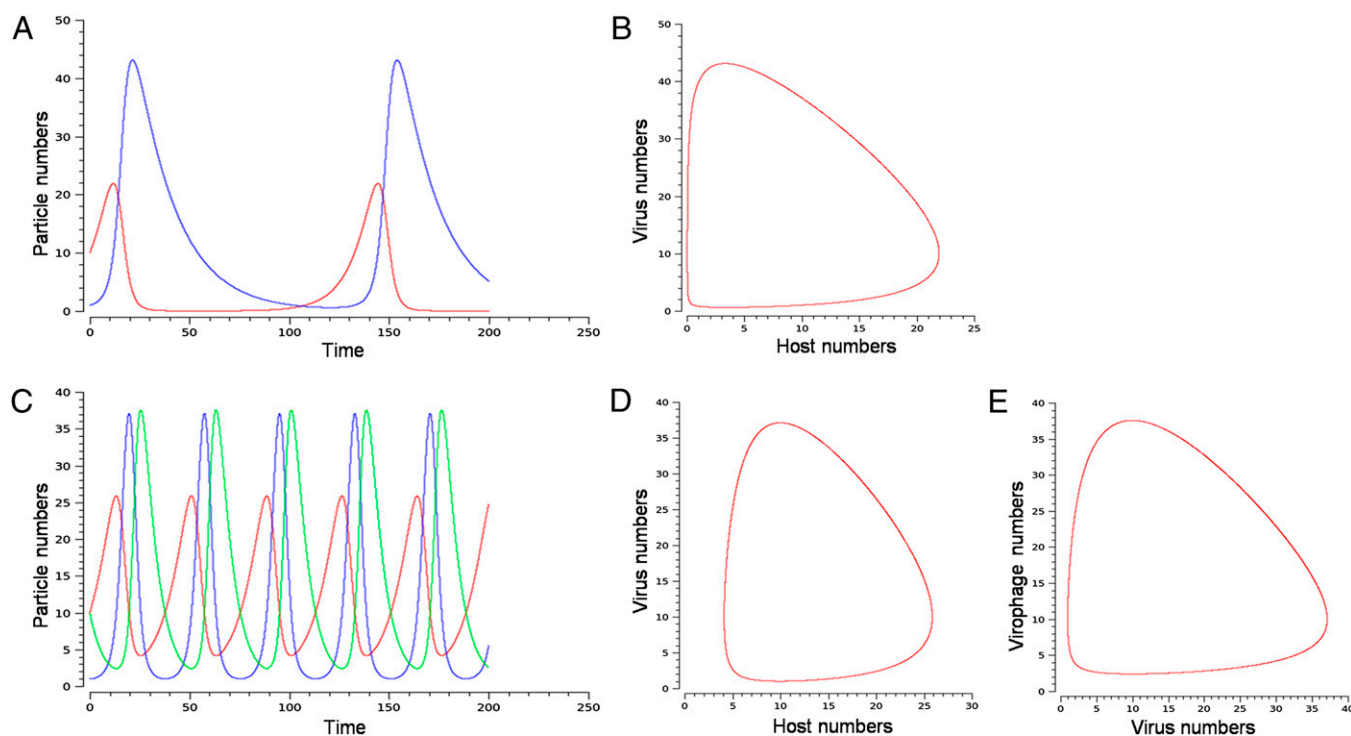 A
50
40
30
20
10
0
Particle numbers
0 50 100 150 200 250
Time
B
50
40
30
20
10
0
Virus numbers
0 5 10 15 20 25
Host numbers
C
40
35
30
25
20
15
10
5
0
Particle numbers
0 50 100 150 200 250
Time
D
40
35
30
25
20
15
10
5
0
Virus numbers
0 5 10 15 20 25 30
Host numbers
E
40
35
30
25
20
15
10
5
0
Virophage numbers
0 5 10 15 20 25 30 35 40
Virus numbers